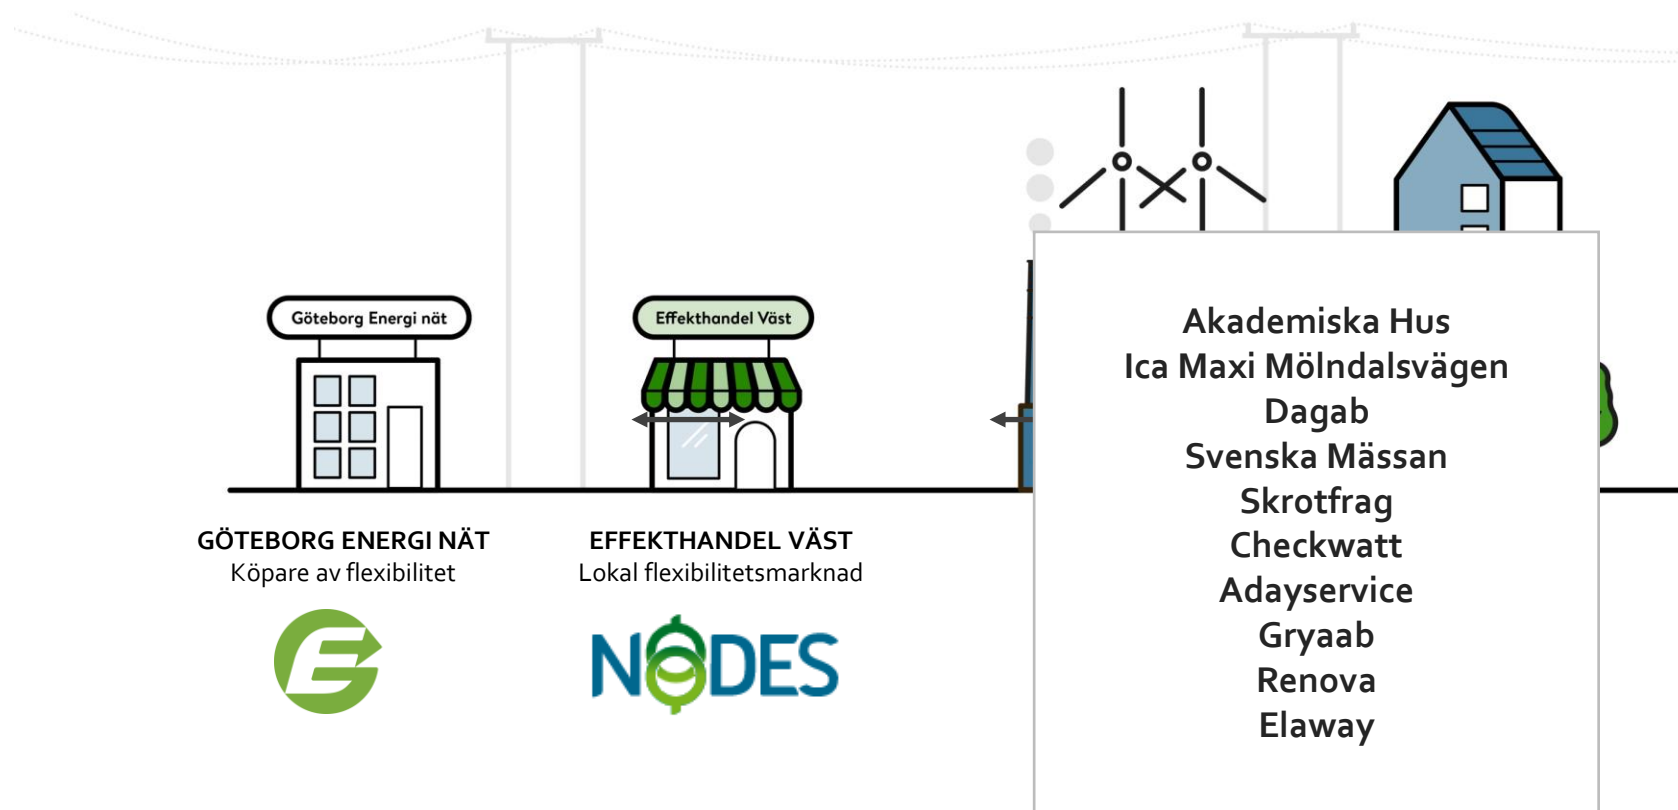 Göteborg Energi nät
Effekthandel Väst
GÖTEBORG ENERGI NÄT
Köpare av flexibilitet
EFFEKTHANDEL VÄST
Lokal flexibilitetsmarknad
NODES
Akademiska Hus
Ica Maxi Mölndalsvägen
Dagab
Svenska Mässan
Skrotfrag
Checkwatt
Adayservice
Gryaab
Renova
Elaway